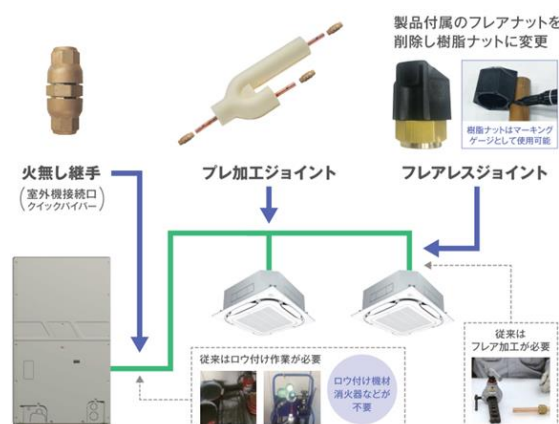 製品付属のフレアナットを
削除し樹脂ナットに変更
樹脂ナットはマーキング
ゲージとして使用可能
火無し継手
(室外機接続口
クイックバイパー)
プレ加工ジョイント
フレアレスジョイント
従来はロウ付け作業が必要
ロウ付け機材
消火器などが
不要
従来は
フレア加工が必要